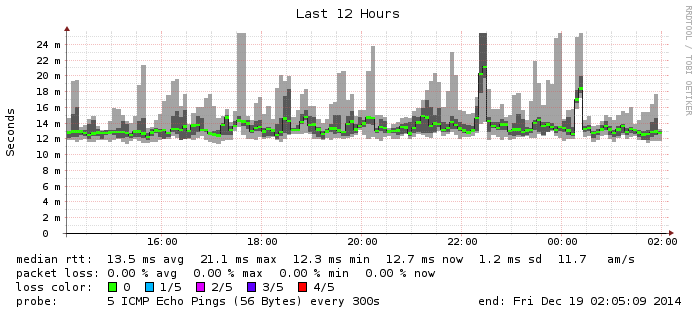 Last 12 Hours
RRDTOOL / TOBI OETIKER
Seconds
24 m
22 m
20 m
18 m
16 m
14 m
12 m
10 m
8 m
6 m
4 m
2 m
0
16:00 18:00 20:00 22:00 00:00 02:00
median rtt: 13.5 ms avg 21.1 ms max 12.3 ms min 12.7 ms now 1.2 ms sd 11.7 am/s
packet loss: 0.00 % avg 0.00 % max 0.00 % min 0.00 % now
loss color: 0 1/5 2/5 3/5 4/5
probe: 5 ICMP Echo Pings (56 Bytes) every 300s end: Fri Dec 19 02:05:09 2014